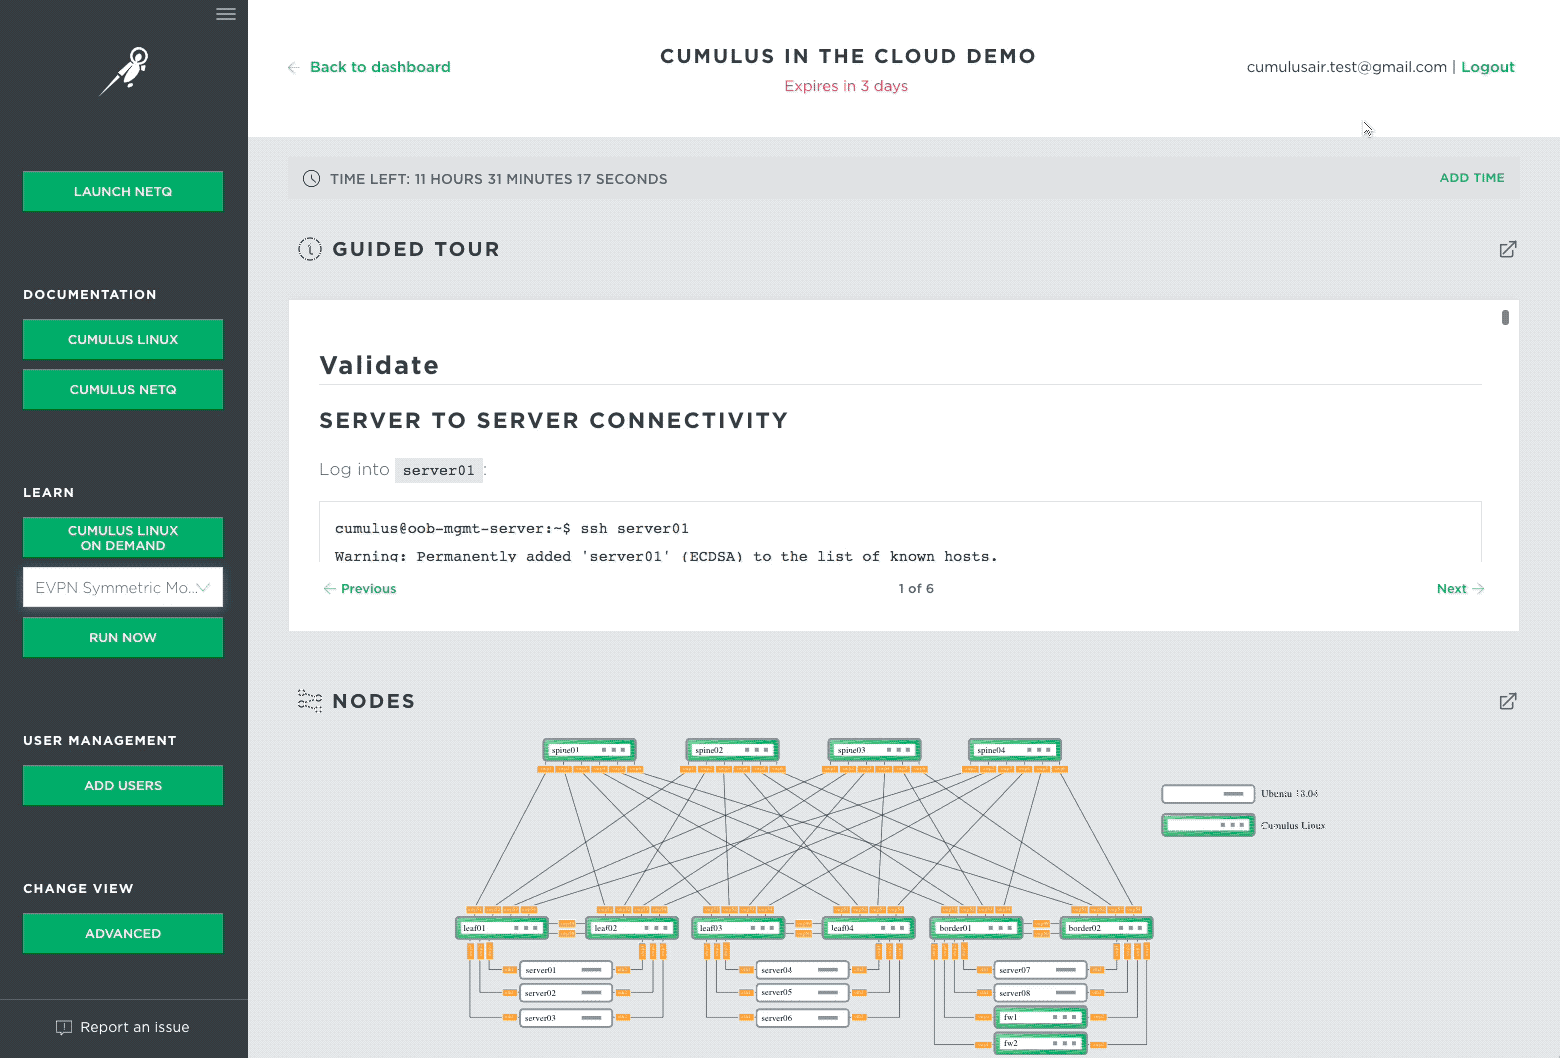 CUMULUS IN THE CLOUD DEMO
← Back to dashboard
Expires in 3 days
cumulusair.test@gmail.com | Logout
LAUNCH NETQ
DOCUMENTATION
CUMULUS LINUX
CUMULUS NETQ
LEARN
CUMULUS LINUX
ON DEMAND
EVPN Symmetric Mo...
RUN NOW
USER MANAGEMENT
ADD USERS
CHANGE VIEW
ADVANCED
Report an issue
TIME LEFT: 11 HOURS 31 MINUTES 17 SECONDS
ADD TIME
GUIDED TOUR
Validate
SERVER TO SERVER CONNECTIVITY
Log into server01:
cumulus@oob-mgmt-server:~$ ssh server01
Warning: Permanently added 'server01' (ECDSA) to the list of known hosts.
← Previous
1 of 6
Next →
NODES
spine01
spine02
spine03
spine04
Ubuntu 18.04
Cumulus Linux
leaf01
leaf02
leaf03
leaf04
border01
border02
server01
server04
server07
server02
server05
server08
server03
server06
fw1
fw2